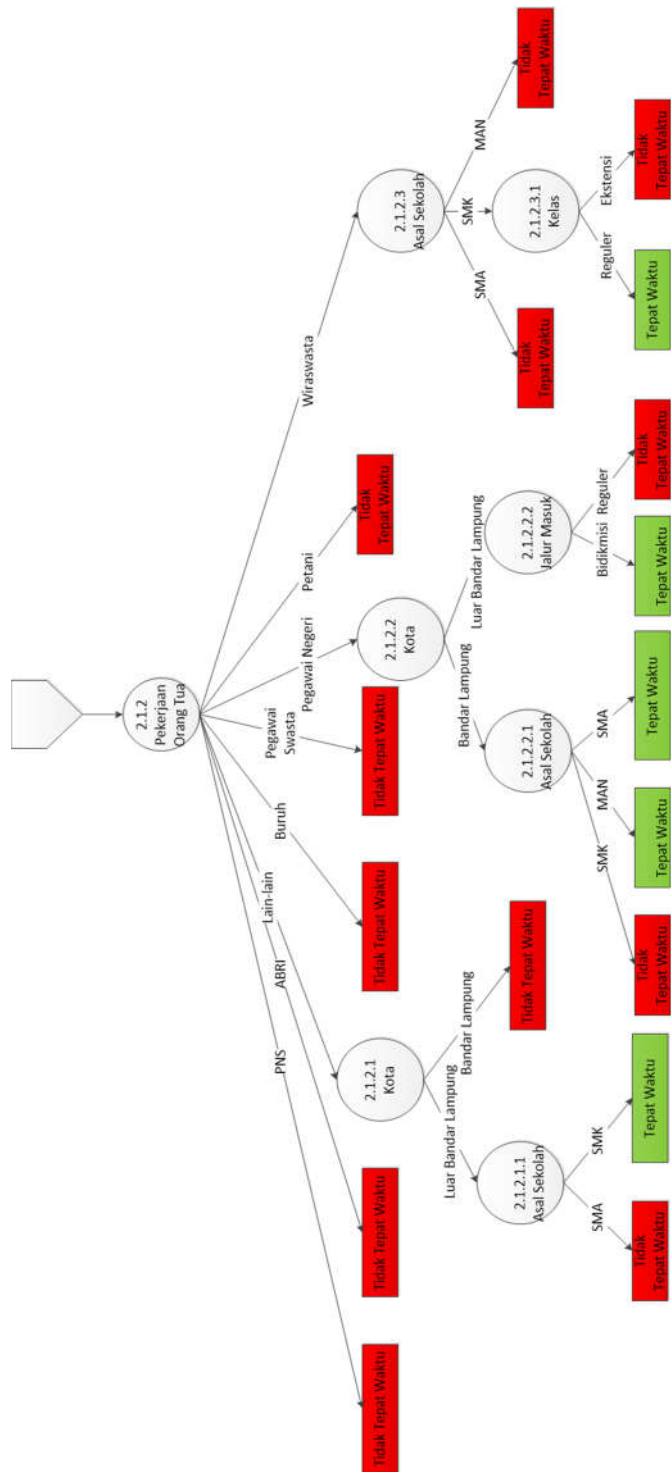 2.1.2
Pekerjaan
Orang Tua
PNS
ABRI
Lain-lain
Buruh
Pegawai
Swasta
Pegawai Negeri
Petani
Wiraswasta
Tidak Tepat Waktu
Tidak Tepat Waktu
2.1.2.1
Kota
Tidak Tepat Waktu
Tidak Tepat Waktu
2.1.2.2
Kota
Tidak
Tepat Waktu
2.1.2.3
Asal Sekolah
Luar Bandar Lampung
Bandar Lampung
Bandar Lampung
Luar Bandar Lampung
SMA
SMK
MAN
2.1.2.1.1
Asal Sekolah
Tidak Tepat Waktu
2.1.2.2.1
Asal Sekolah
2.1.2.2.2
Jalur Masuk
Tidak
Tepat Waktu
2.1.2.3.1
Kelas
Tidak
Tepat Waktu
SMA
SMK
SMK
MAN
SMA
Bidikmisi
Reguler
Reguler
Ekstensi
Tidak
Tepat Waktu
Tepat Waktu
Tidak
Tepat Waktu
Tepat Waktu
Tepat Waktu
Tepat Waktu
Tidak
Tepat Waktu
Tepat Waktu
Tidak
Tepat Waktu